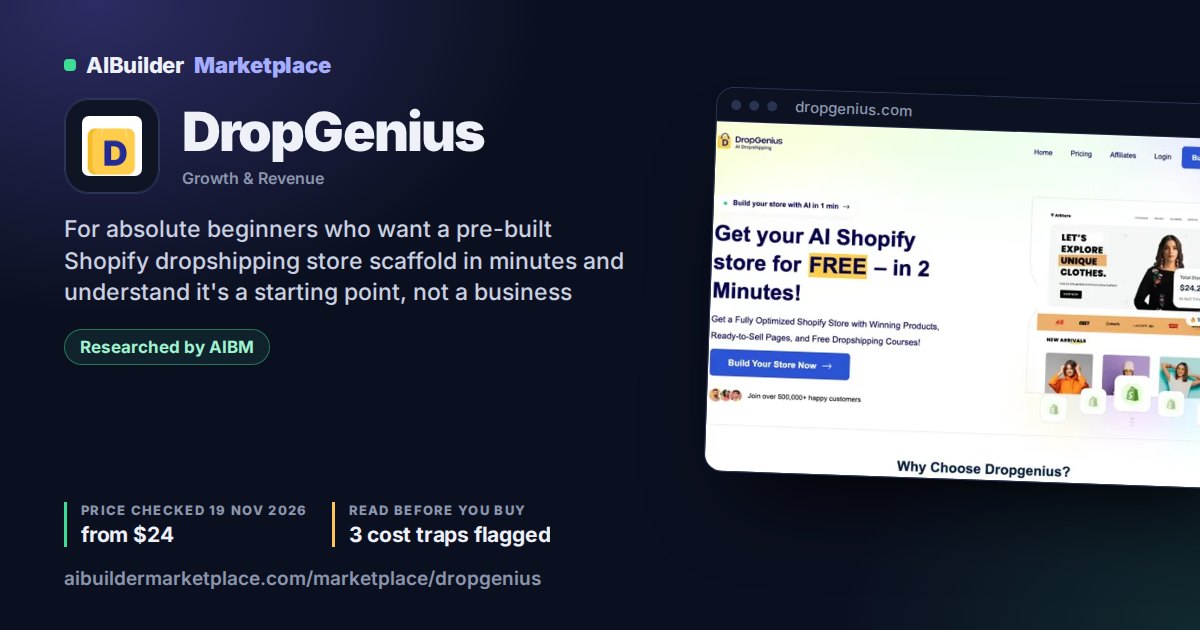 AIBuilder Marketplace
D
DropGenius
Growth & Revenue
For absolute beginners who want a pre-built
Shopify dropshipping store scaffold in minutes and
understand it's a starting point, not a business
Researched by AIBM
PRICE CHECKED 19 NOV 2026
from $24
READ BEFORE YOU BUY
3 cost traps flagged
aibuildermarketplace.com/marketplace/dropgenius
dropgenius.com
D
DropGenius
AI Dropshipping
Home Pricing Affiliates Login
Build your store with AI in 1 min →
Get your AI Shopify
store for FREE – in 2
Minutes!
Get a Fully Optimized Shopify Store with Winning Products,
Ready-to-Sell Pages, and Free Dropshipping Courses!
Build Your Store Now →
Join over 500,000+ happy customers
LET'S
EXPLORE
UNIQUE
CLOTHES.
NEW ARRIVALS
Why Choose Dropgenius?